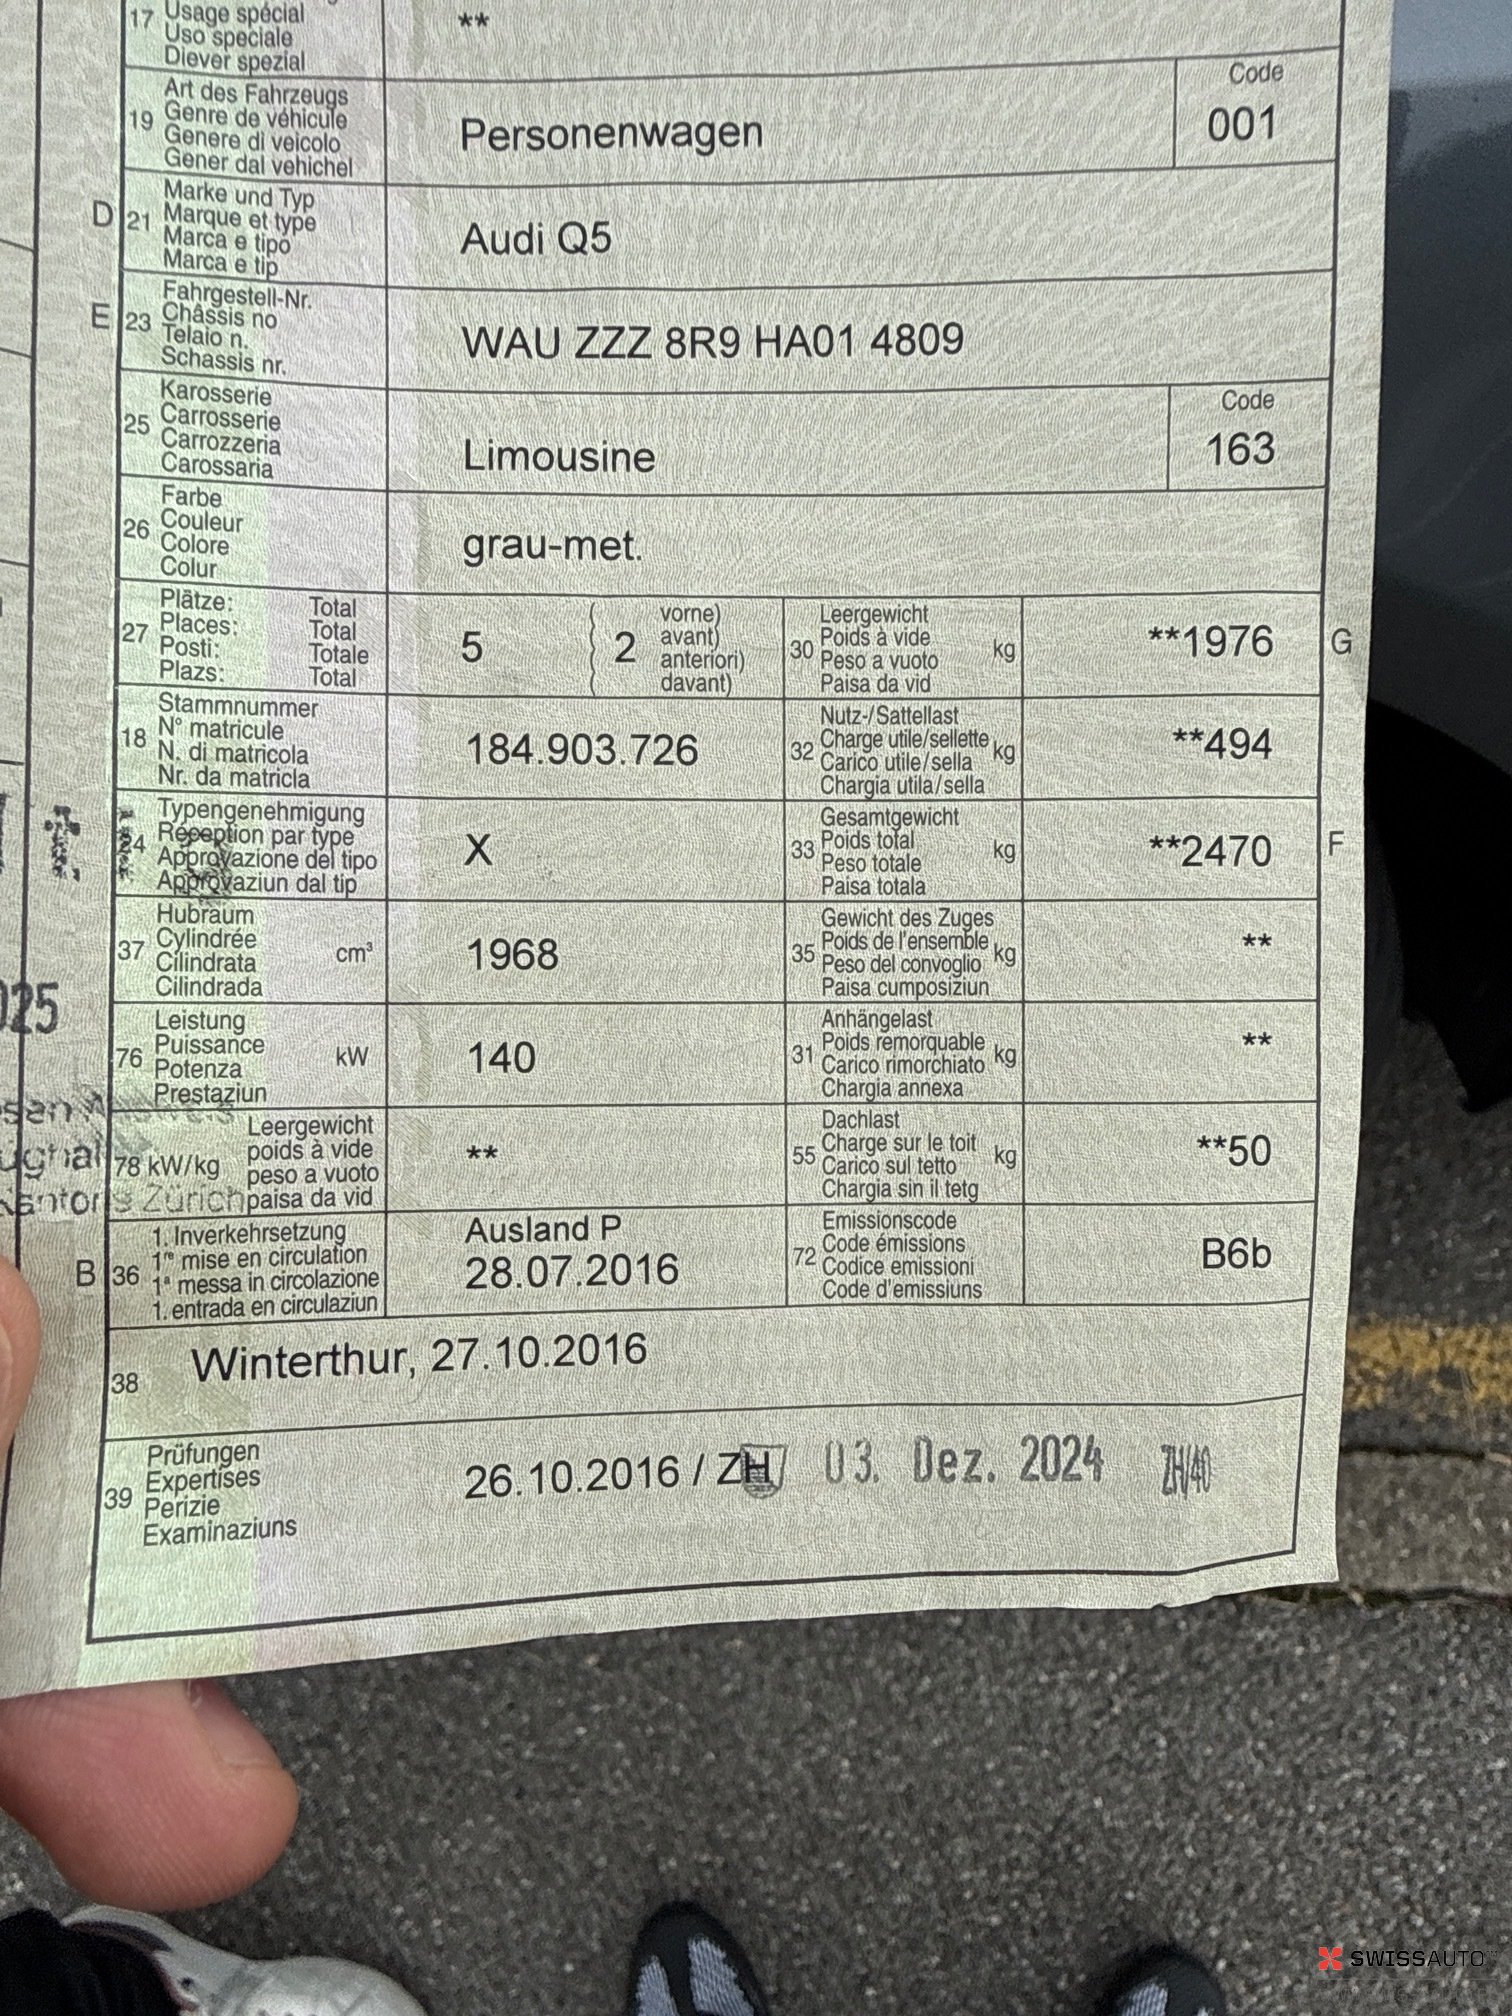 17 Usage spécial
Uso speciale
Diever spezial
**
19 Art des Fahrzeugs
Genre de véhicule
Genere di veicolo
Gener dal vehichel
Personenwagen
Code
001
D 21 Marke und Typ
Marque et type
Marca e tipo
Marca e tip
Audi Q5
E 23 Fahrgestell-Nr.
Châssis no
Telaio n.
Schassis nr.
WAU ZZZ 8R9 HA01 4809
25 Karosserie
Carrosserie
Carrozzeria
Carossaria
Limousine
Code
163
26 Farbe
Couleur
Colore
Colur
grau-met.
27 Plätze: Total
Places: Total
Posti: Totale
Plazs: Total
5 ( 2 vorne)
avant)
anteriori)
davant)
30 Leergewicht
Poids à vide kg
Peso a vuoto
Paisa da vid
**1976 G
18 Stammnummer
N° matricule
N. di matricola
Nr. da matricla
184.903.726
32 Nutz-/Sattellast
Charge utile/sellette kg
Carico utile/sella
Chargia utila/sella
**494
24 Typengenehmigung
Réception par type
Approvazione del tipo
Approvaziun dal tip
X
33 Gesamtgewicht
Poids total kg
Peso totale
Paisa totala
**2470 F
37 Hubraum
Cylindrée cm³
Cilindrata
Cilindrada
1968
35 Gewicht des Zuges
Poids de l'ensemble kg
Peso del convoglio
Paisa cumposiziun
**
025
76 Leistung
Puissance kW
Potenza
Prestaziun
140
31 Anhängelast
Poids remorquable kg
Carico rimorchiato
Chargia annexa
**
78 kW/kg Leergewicht
poids à vide
peso a vuoto
paisa da vid
**
Zürich
55 Dachlast
Charge sur le toit kg
Carico sul tetto
Chargia sin il tetg
**50
B 36 1. Inverkehrsetzung
1re mise en circulation
1a messa in circolazione
1. entrada en circulaziun
Ausland P
28.07.2016
72 Emissionscode
Code émissions
Codice emissioni
Code d'emissiuns
B6b
38 Winterthur, 27.10.2016
39 Prüfungen
Expertises
Perizie
Examinaziuns
26.10.2016 / ZH 03. Dez. 2024 ZH/40
SWISSAUTO